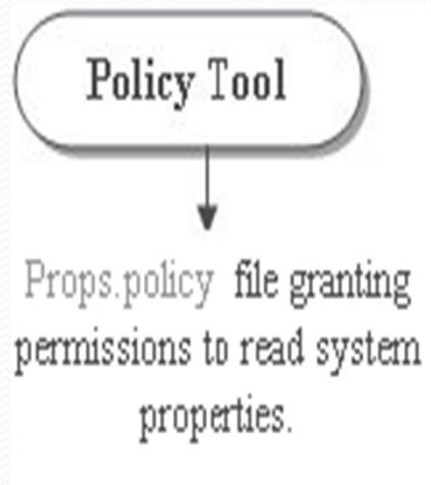 Policy Tool
Props.policy file granting
permissions to read system
properties.